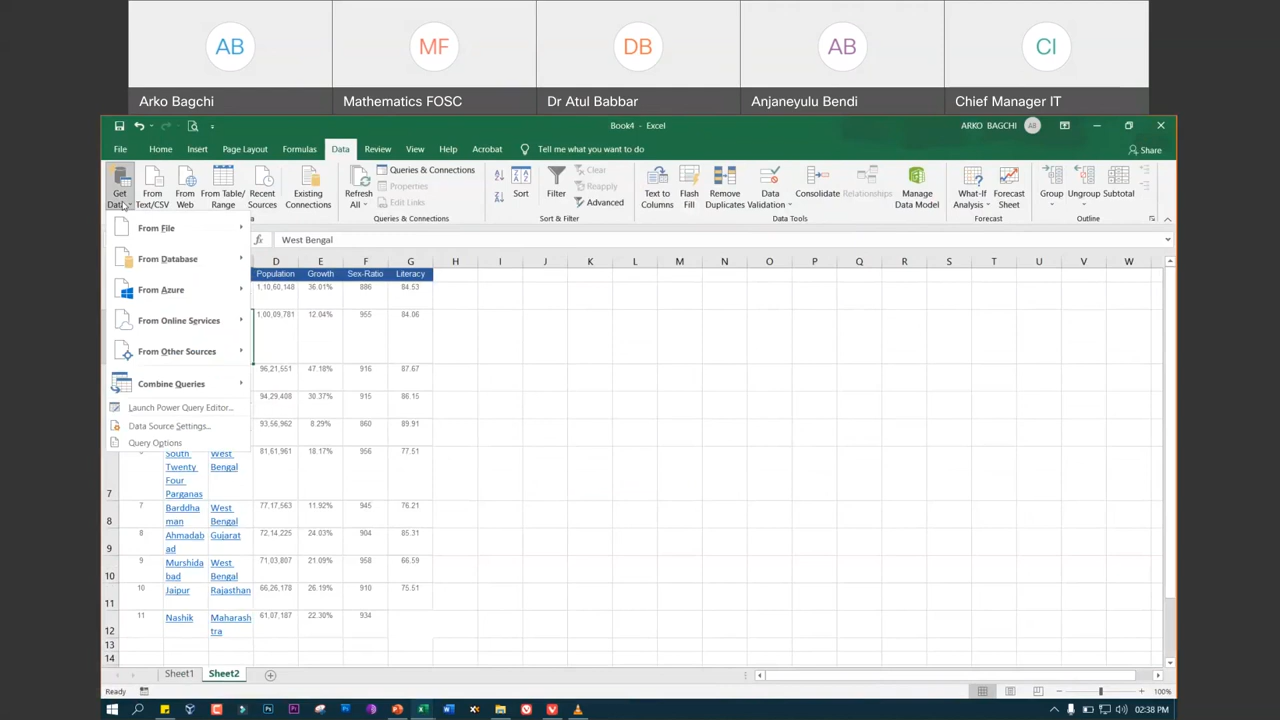 AB MF DB AB CI
Arko Bagchi Mathematics FOSC Dr Atul Babbar Anjaneyulu Bendi Chief Manager IT
Book4 - Excel ARKO BAGCHI AB
File Home Insert Page Layout Formulas Data Review View Help Acrobat Tell me what you want to do Share
Get Data From Text/CSV From Web From Table/ Range Recent Sources Existing Connections Refresh All Queries & Connections Properties Edit Links Sort Filter Clear Reapply Advanced Text to Columns Flash Fill Remove Duplicates Data Validation Consolidate Relationships Manage Data Model What-If Analysis Forecast Sheet Group Ungroup Subtotal
Queries & Connections Sort & Filter Data Tools Forecast Outline
fx West Bengal
D E F G H I J K L M N O P Q R S T U V W
Population Growth Sex-Ratio Literacy
From File
From Database
From Azure
From Online Services
From Other Sources
Combine Queries
Launch Power Query Editor...
Data Source Settings...
Query Options
1,10,60,148 36.01% 886 84.53
1,00,09,781 12.04% 955 84.06
96,21,551 47.18% 916 87.67
94,29,408 30.37% 915 86.15
93,56,962 8.29% 860 89.91
7 South Twenty Four Parganas West Bengal 81,61,961 18.17% 956 77.51
8 7 Barddha man West Bengal 77,17,563 11.92% 945 76.21
9 8 Ahmadab ad Gujarat 72,14,225 24.03% 904 85.31
10 9 Murshida bad West Bengal 71,03,807 21.09% 958 66.59
11 10 Jaipur Rajasthan 66,26,178 26.19% 910 75.51
12 11 Nashik Maharash tra 61,07,187 22.30% 934
13
14
Sheet1 Sheet2
Ready 100%
02:38 PM